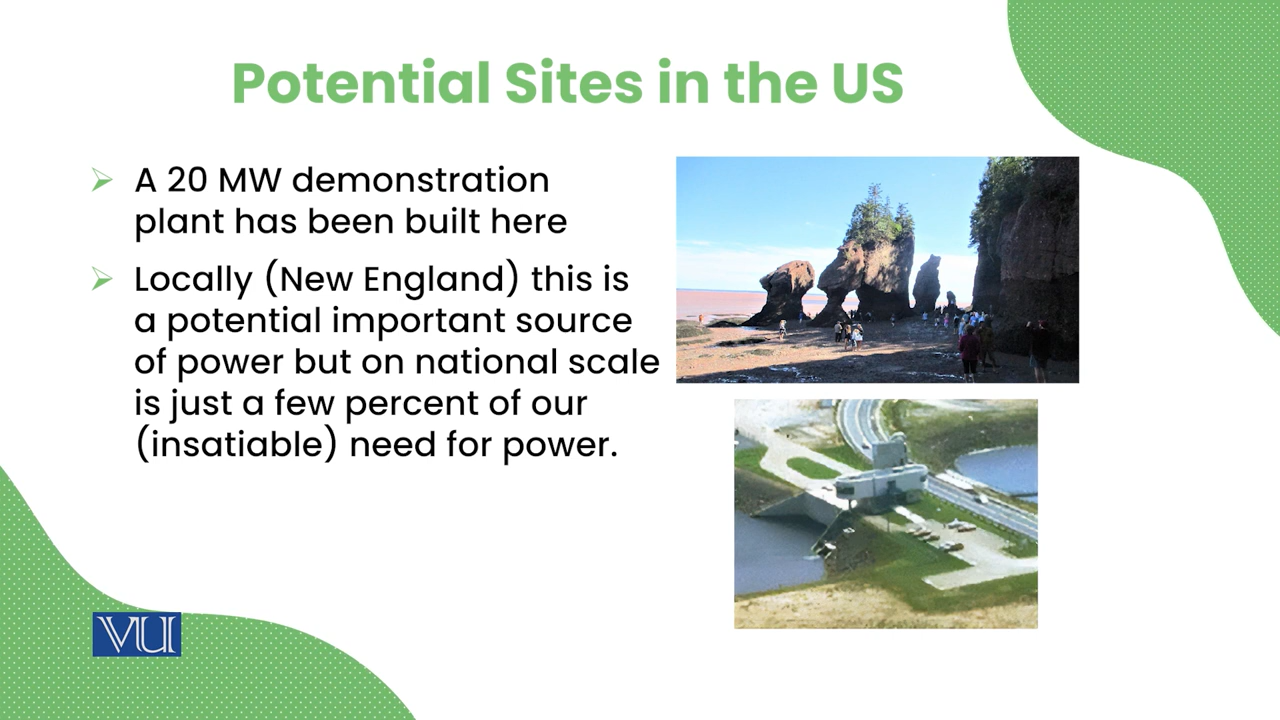 Potential Sites in the US
A 20 MW demonstration
plant has been built here
Locally (New England) this is
a potential important source
of power but on national scale
is just a few percent of our
(insatiable) need for power.
VU